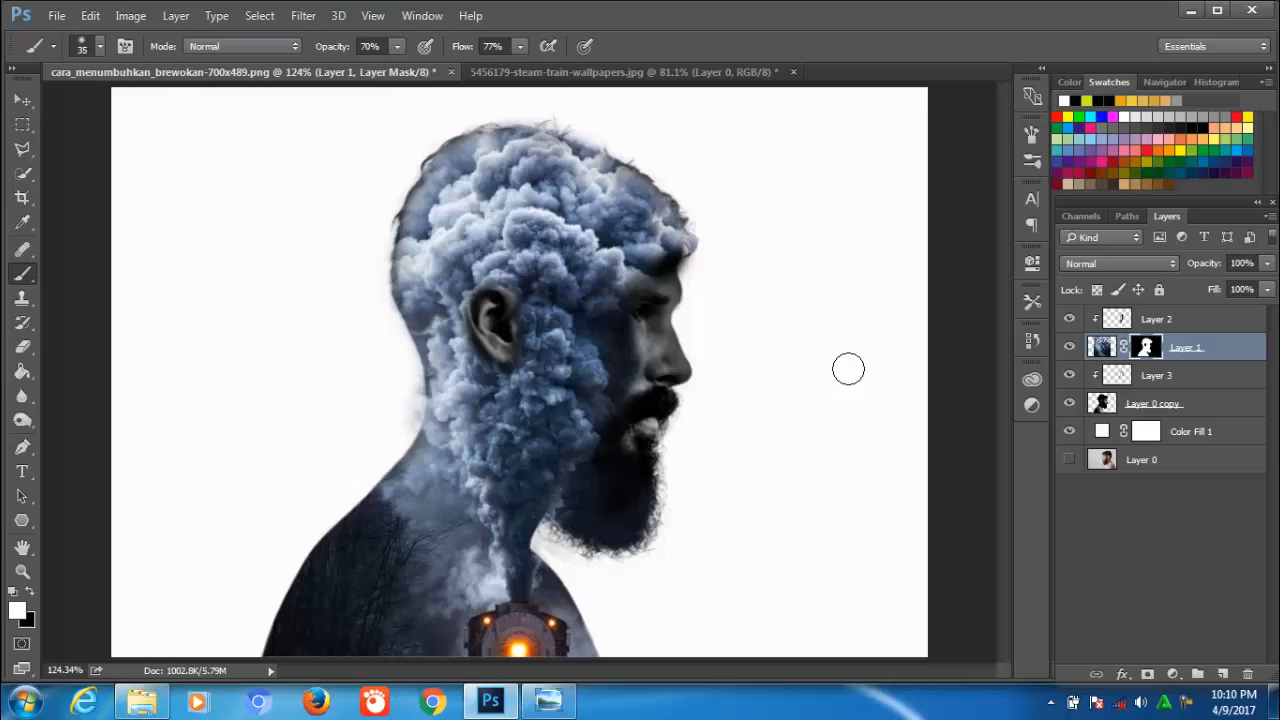 Ps File Edit Image Layer Type Select Filter 3D View Window Help
35 Mode: Normal Opacity: 70% Flow: 77% Essentials
cara_menumbuhkan_brewokan-700x489.png @ 124% (Layer 1, Layer Mask/8) * 5456179-steam-train-wallpapers.jpg @ 81.1% (Layer 0, RGB/8) *
Color Swatches Navigator Histogram
Channels Paths Layers
Kind
Normal Opacity: 100%
Lock: Fill: 100%
Layer 2
Layer 1
Layer 3
Layer 0 copy
Color Fill 1
Layer 0
124.34% Doc: 1002.8K/5.79M
Ps
10:10 PM
4/9/2017